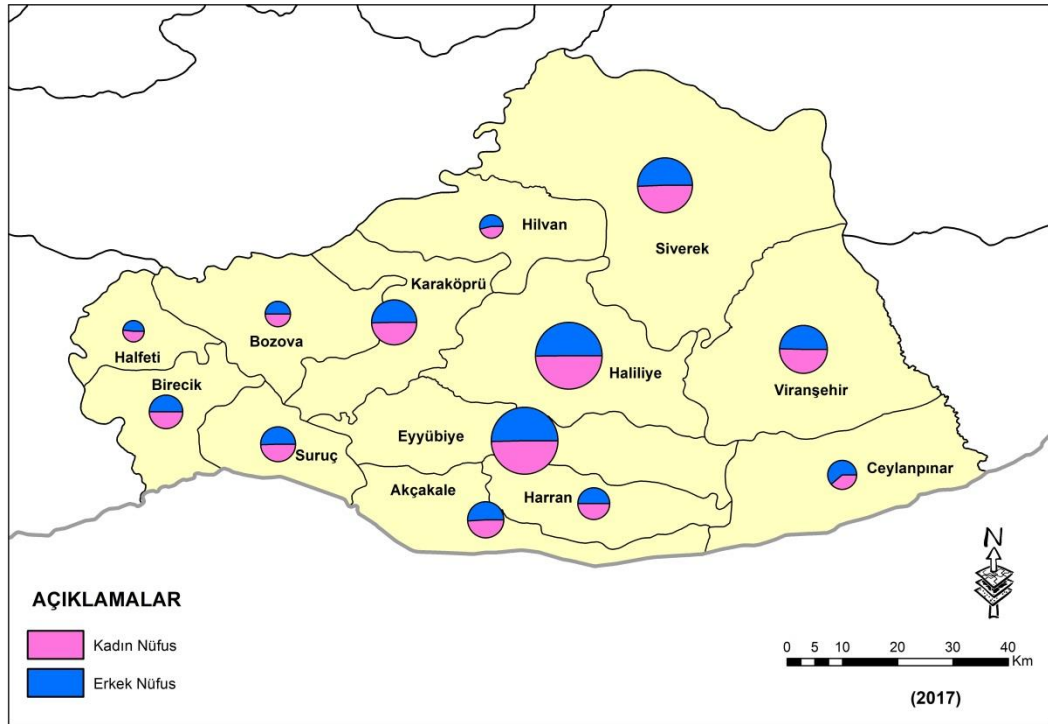 Siverek
Hilvan
Karaköprü
Bozova
Halfeti
Haliliye
Viranşehir
Birecik
Eyyübiye
Suruç
Ceylanpınar
Akçakale
Harran
N
AÇIKLAMALAR
Kadın Nüfus
Erkek Nüfus
0 5 10 20 30 40
Km
(2017)